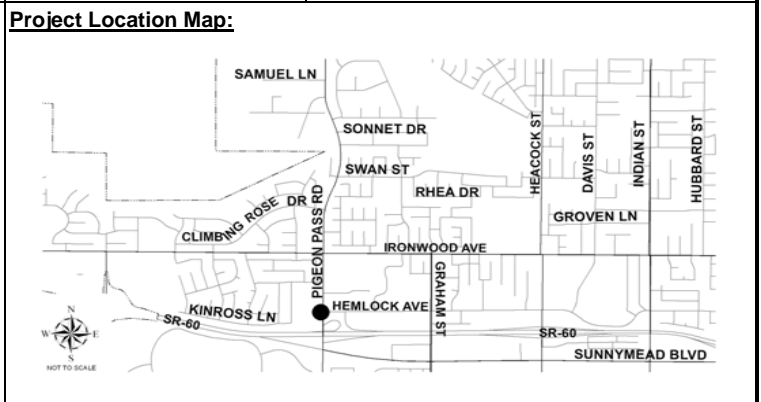 Project Location Map:
SAMUEL LN
SONNET DR
SWAN ST
RHEA DR
CLIMBING ROSE DR
PIGEON PASS RD
HEACOCK ST
DAVIS ST
INDIAN ST
HUBBARD ST
GROVEN LN
IRONWOOD AVE
GRAHAM ST
HEMLOCK AVE
KINROSS LN
SR-60
SR-60
SUNNYMEAD BLVD
N
W
E
S
NOT TO SCALE